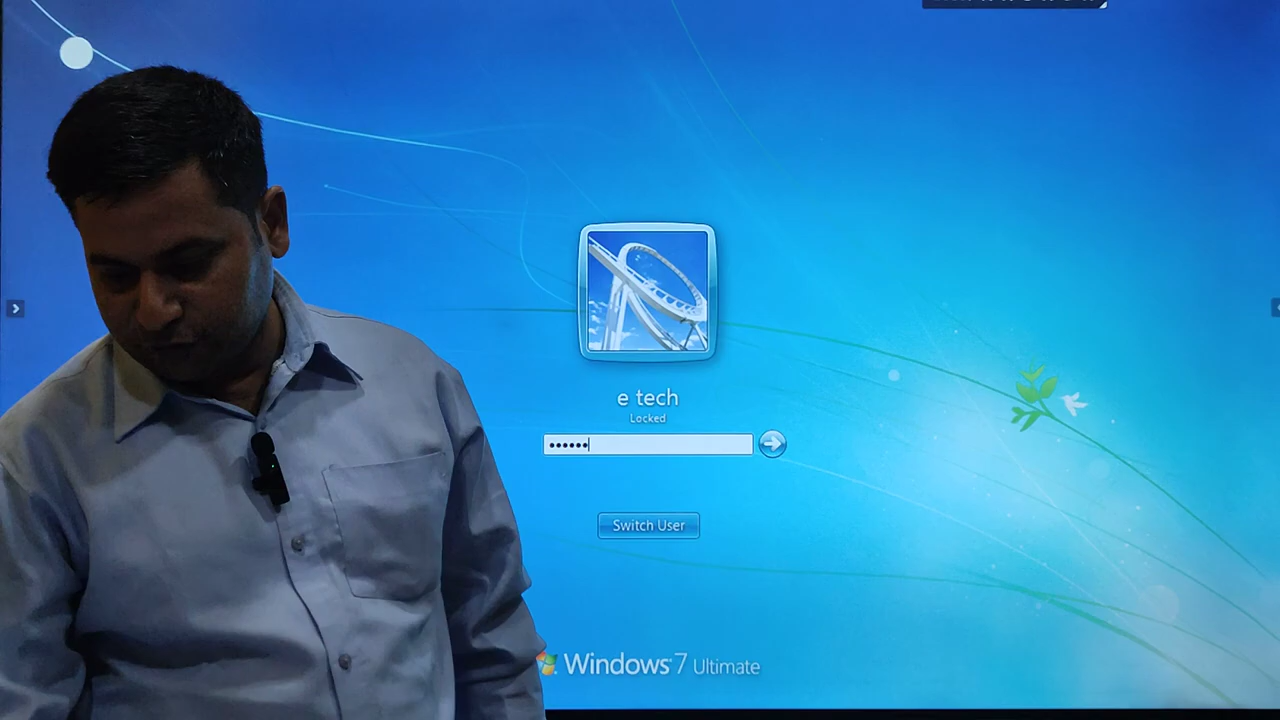 e tech
Locked
••••••
Switch User
Windows 7 Ultimate